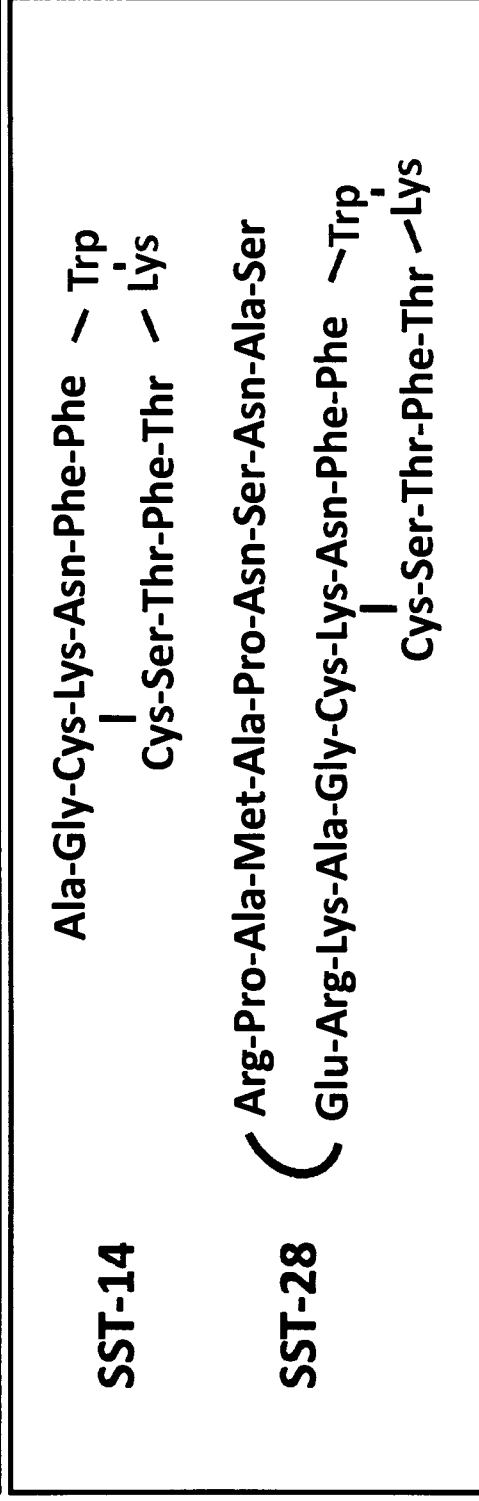 SST-14
Ala-Gly-Cys-Lys-Asn-Phe-Phe Trp
Cys-Ser-Thr-Phe-Thr Lys
SST-28
Arg-Pro-Ala-Met-Ala-Pro-Asn-Ser-Asn-Ala-Ser
Glu-Arg-Lys-Ala-Gly-Cys-Lys-Asn-Phe-Phe Trp
Cys-Ser-Thr-Phe-Thr Lys